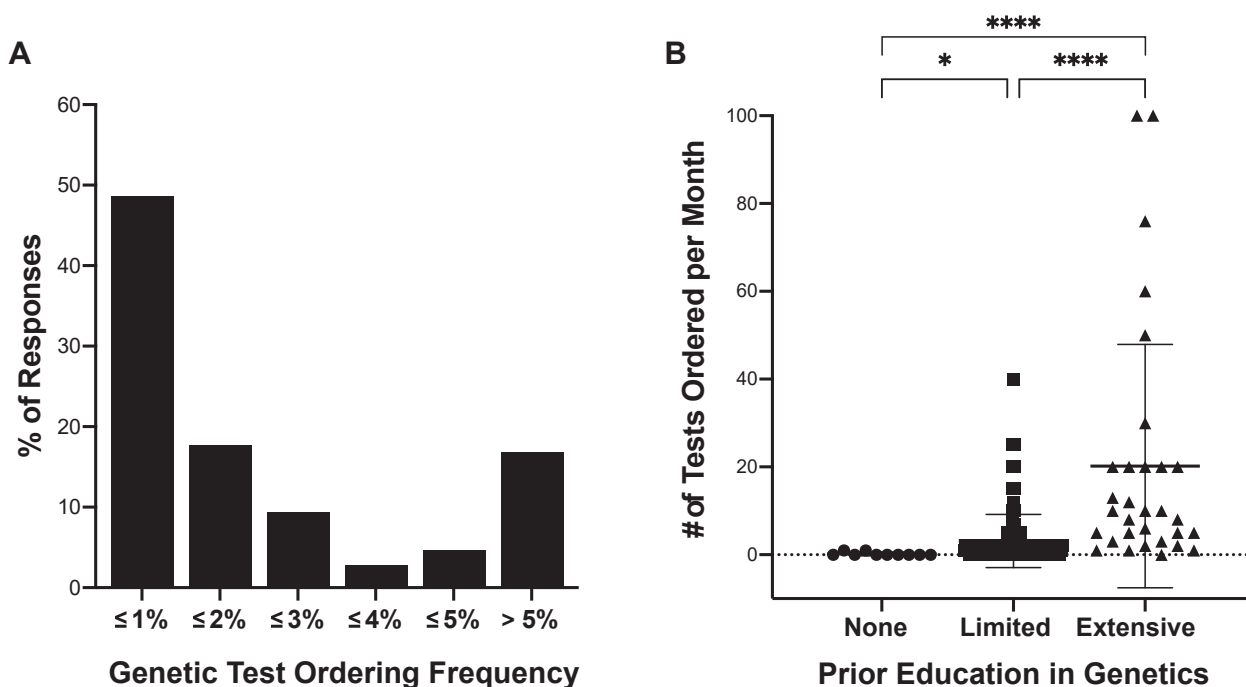 A
60
50
40
30
20
10
0
% of Responses
≤ 1% ≤ 2% ≤ 3% ≤ 4% ≤ 5% > 5%
Genetic Test Ordering Frequency
B
****
* ****
100
80
60
40
20
0
# of Tests Ordered per Month
None Limited Extensive
Prior Education in Genetics